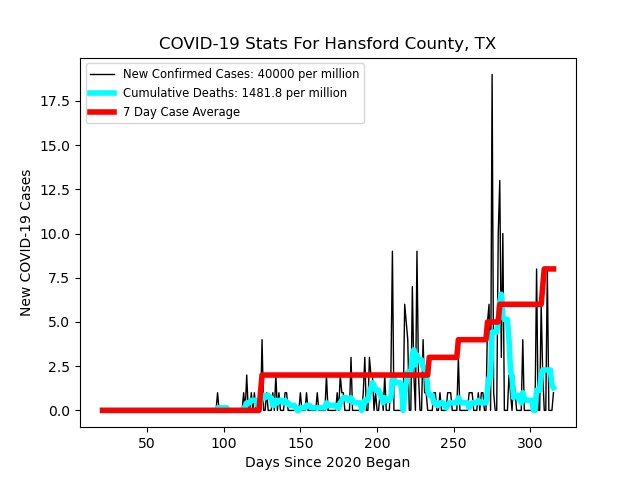 COVID-19 Stats For Hansford County, TX
New Confirmed Cases: 40000 per million
Cumulative Deaths: 1481.8 per million
7 Day Case Average
New COVID-19 Cases
17.5
15.0
12.5
10.0
7.5
5.0
2.5
0.0
50
100
150
200
250
300
Days Since 2020 Began